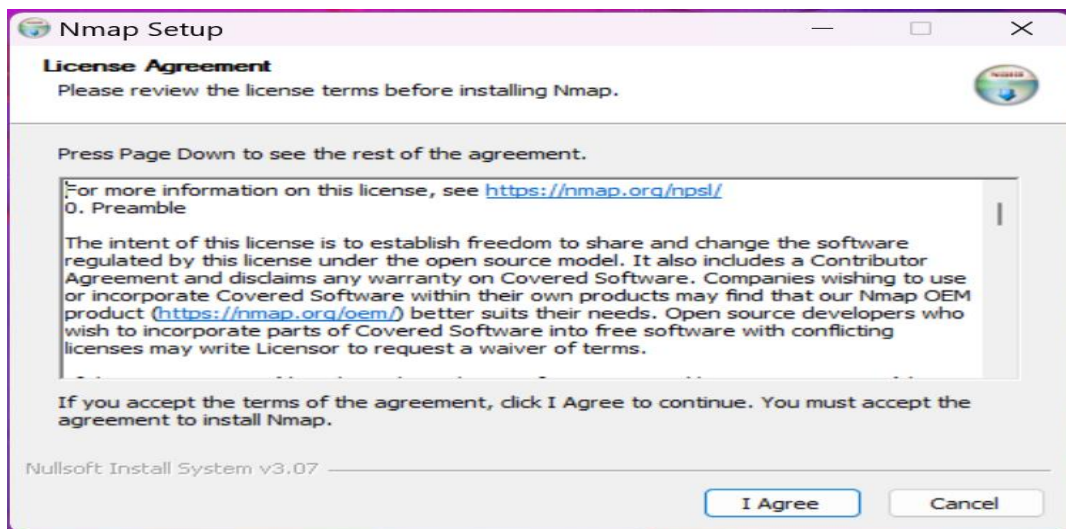 Nmap Setup
License Agreement
Please review the license terms before installing Nmap.
Press Page Down to see the rest of the agreement.
For more information on this license, see https://nmap.org/npsl/
0. Preamble
The intent of this license is to establish freedom to share and change the software
regulated by this license under the open source model. It also includes a Contributor
Agreement and disclaims any warranty on Covered Software. Companies wishing to use
or incorporate Covered Software within their own products may find that our Nmap OEM
product (https://nmap.org/oem/) better suits their needs. Open source developers who
wish to incorporate parts of Covered Software into free software with conflicting
licenses may write Licensor to request a waiver of terms.
If you accept the terms of the agreement, click I Agree to continue. You must accept the
agreement to install Nmap.
Nullsoft Install System v3.07
I Agree
Cancel